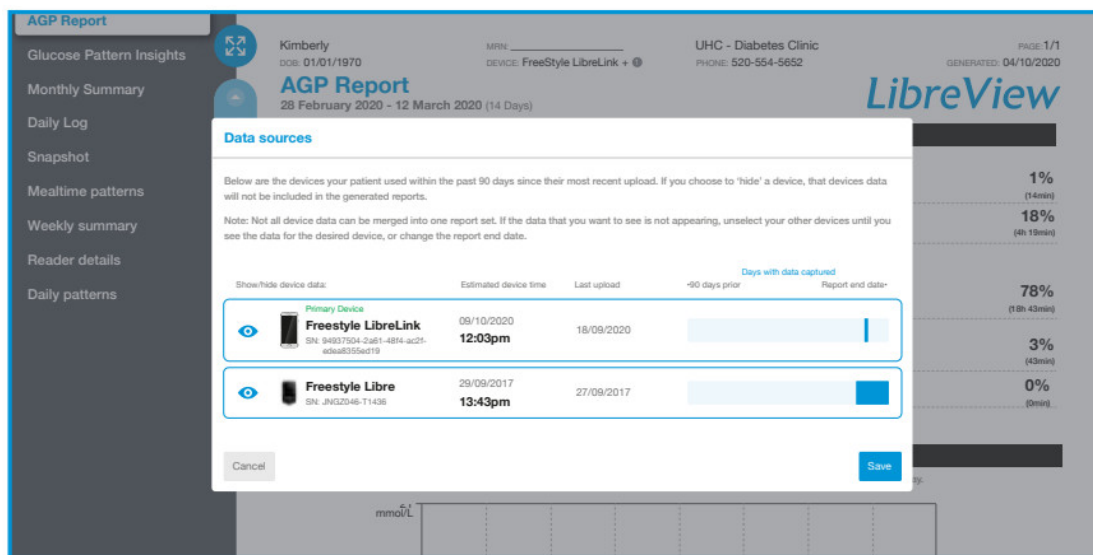 AGP Report
Glucose Pattern Insights
Monthly Summary
Daily Log
Snapshot
Mealtime patterns
Weekly summary
Reader details
Daily patterns
Kimberly
DOB: 01/01/1970
MRN:
DEVICE: FreeStyle LibreLink +
UHC - Diabetes Clinic
PHONE: 520-554-5652
PAGE: 1/1
GENERATED: 04/10/2020
AGP Report
28 February 2020 - 12 March 2020 (14 Days)
LibreView
Data sources
Below are the devices your patient used within the past 90 days since their most recent upload. If you choose to 'hide' a device, that devices data
will not be included in the generated reports.
Note: Not all device data can be merged into one report set. If the data that you want to see is not appearing, unselect your other devices until you
see the data for the desired device, or change the report end date.
Days with data captured
Show/hide device data:
Estimated device time
Last upload
-90 days prior
Report end date-
Primary Device
Freestyle LibreLink
SN: 94937504-2a61-48f4-ac2f-
edea8355ed19
09/10/2020
12:03pm
18/09/2020
Freestyle Libre
SN: JNGZ046-T1436
29/09/2017
13:43pm
27/09/2017
Cancel
Save
1%
(14min)
18%
(4h 19min)
78%
(18h 43min)
3%
(43min)
0%
(0min)
mmol/L